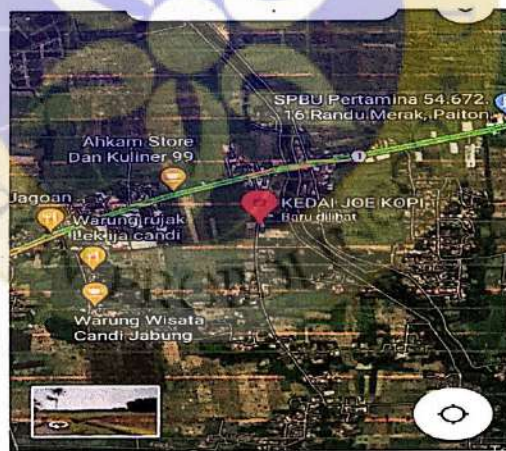 SPBU Pertamina 54.672.
16 Randu Merak, Paiton
Ahkam Store
Dan Kuliner 99
Jagoan
KEDAI JOE KOPI
Baru dilihat
Warung rujak
Lek ija candi
Warung Wisata
Candi Jabung